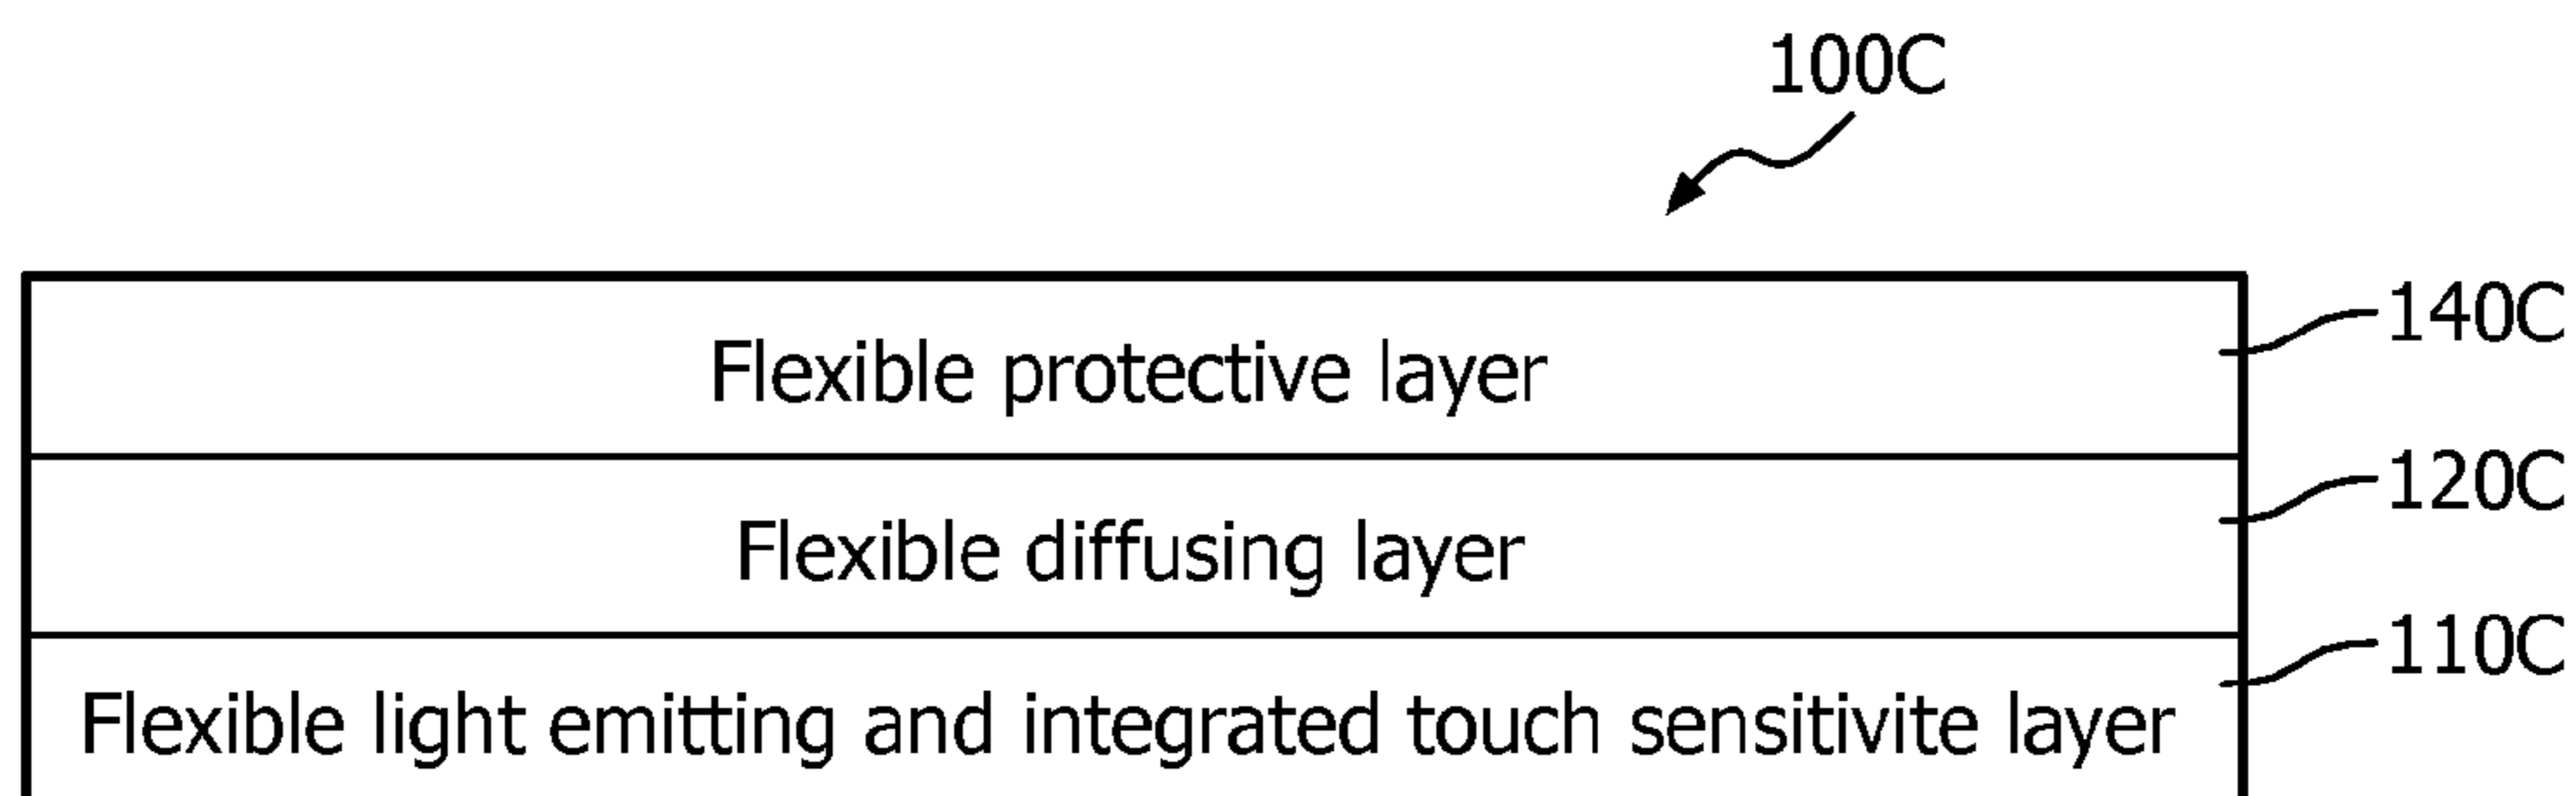 100C
Flexible protective layer
140C
Flexible diffusing layer
120C
Flexible light emitting and integrated touch sensitivite layer
110C